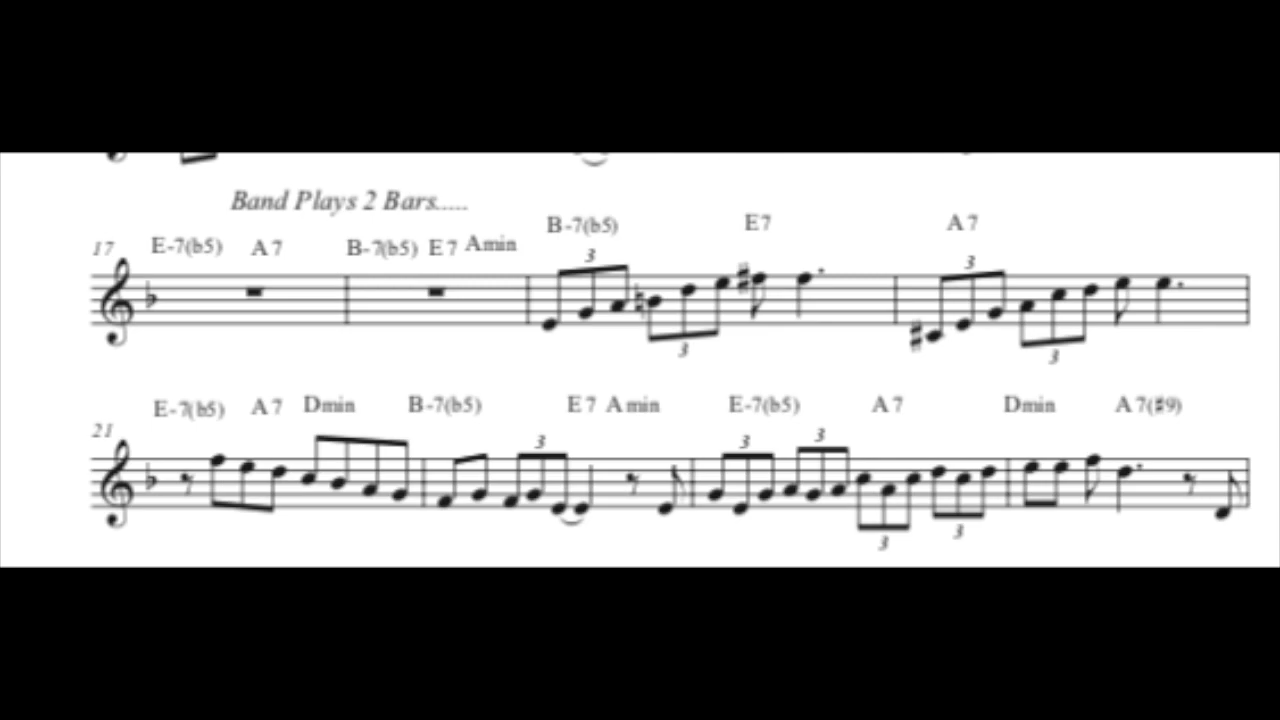 Band Plays 2 Bars.....
17 E-7(b5) A7 B-7(b5) E7 Amin B-7(b5) E7 A7
3 3
3 3
21 E-7(b5) A7 Dmin B-7(b5) E7 Amin E-7(b5) A7 Dmin A7(#9)
3 3 3
3 3